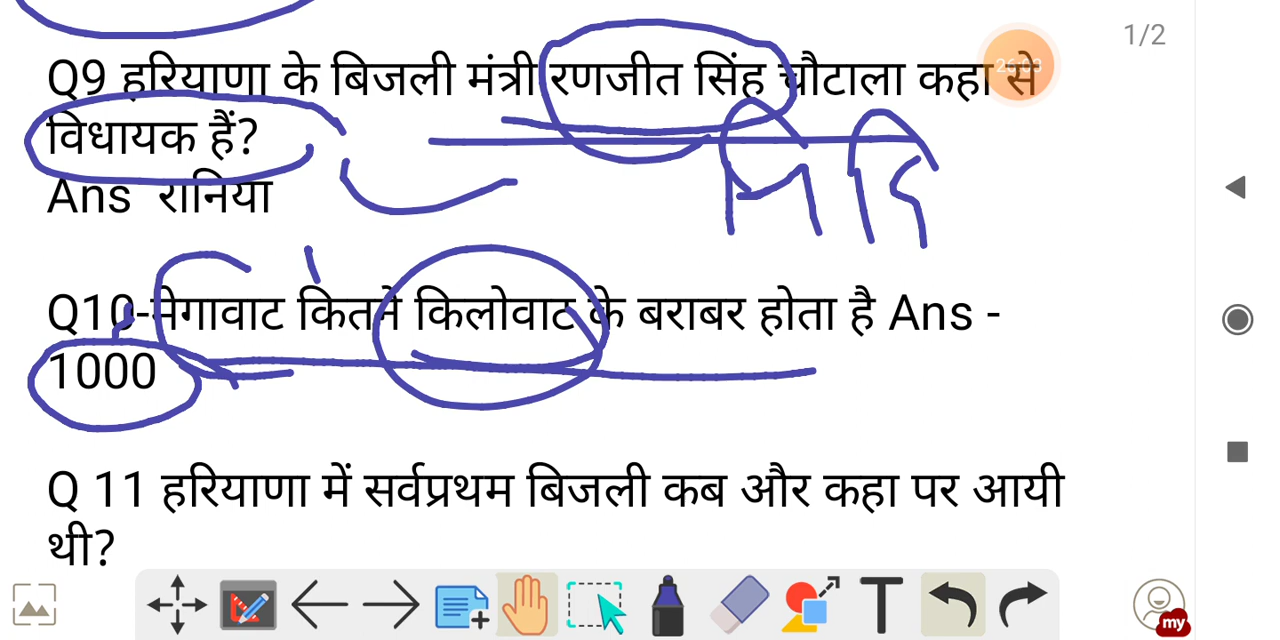 1/2
Q9 हरियाणा के बिजली मंत्री रणजीत सिंह चौटाला कहा से
विधायक हैं?
Ans रानिया
Q10-मेगावाट कितने किलोवाट के बराबर होता है Ans -
1000
Q 11 हरियाणा में सर्वप्रथम बिजली कब और कहा पर आयी
थी?
T
my